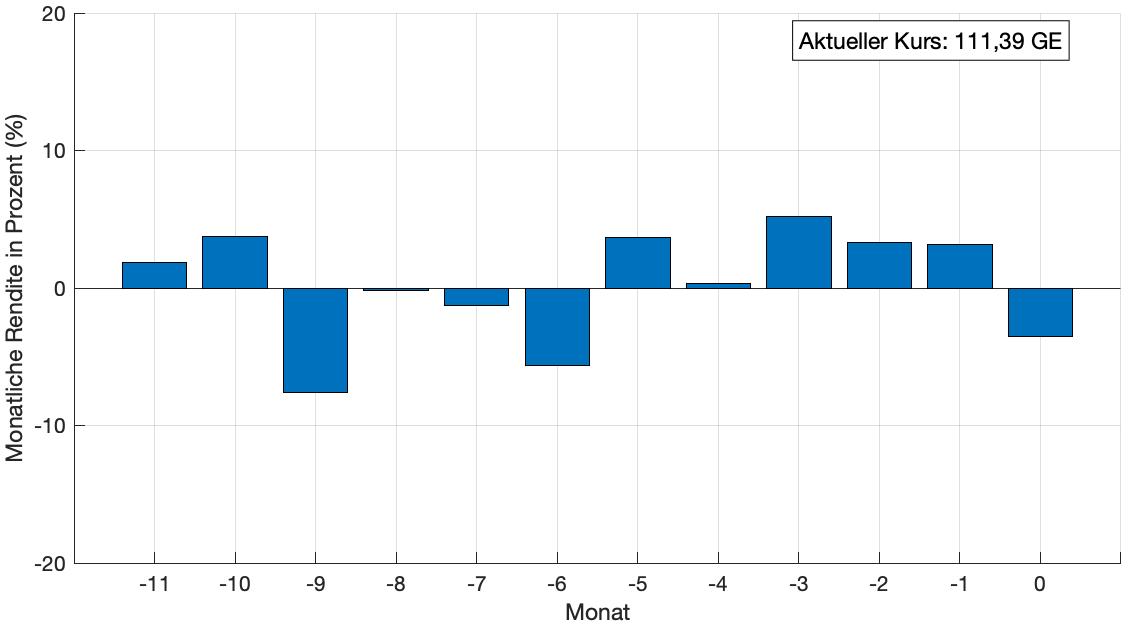 20
10
0
-10
-20
Monatliche Rendite in Prozent (%)
Aktueller Kurs: 111,39 GE
-11 -10 -9 -8 -7 -6 -5 -4 -3 -2 -1 0
Monat